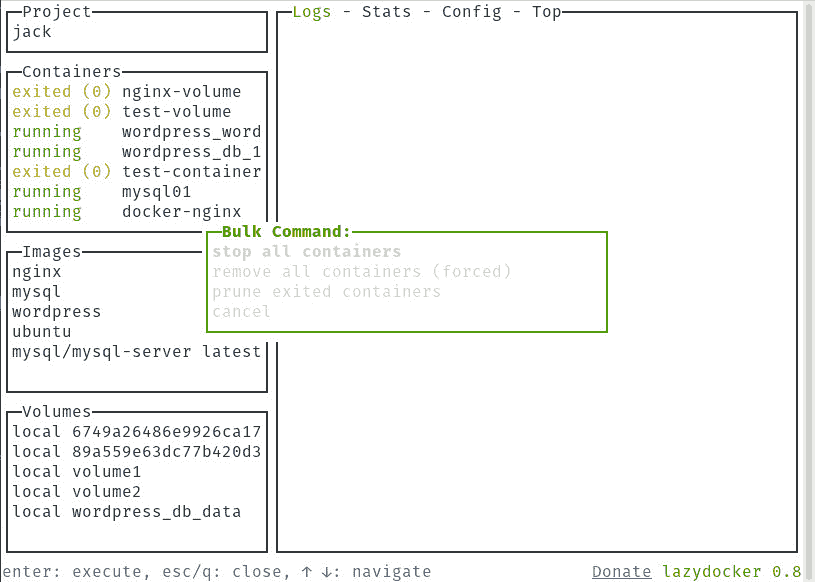 Project
jack
Logs - Stats - Config - Top
Containers
exited (0) nginx-volume
exited (0) test-volume
running wordpress_word
running wordpress_db_1
exited (0) test-container
running mysql01
running docker-nginx
Bulk Command:
stop all containers
remove all containers (forced)
prune exited containers
cancel
Images
nginx
mysql
wordpress
ubuntu
mysql/mysql-server latest
Volumes
local 6749a26486e9926ca17
local 89a559e63dc77b420d3
local volume1
local volume2
local wordpress_db_data
enter: execute, esc/q: close, ↑ ↓: navigate
Donate lazydocker 0.8